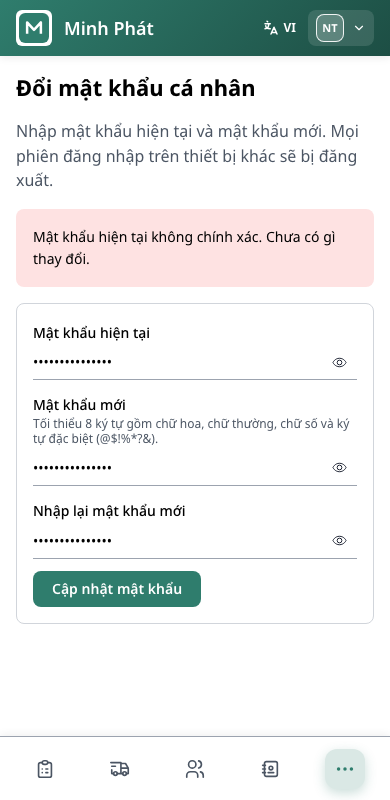 Minh Phát
VI
NT
Đổi mật khẩu cá nhân
Nhập mật khẩu hiện tại và mật khẩu mới. Mọi
phiên đăng nhập trên thiết bị khác sẽ bị đăng
xuất.
Mật khẩu hiện tại không chính xác. Chưa có gì
thay đổi.
Mật khẩu hiện tại
•••••••••••••••
Mật khẩu mới
Tối thiểu 8 ký tự gồm chữ hoa, chữ thường, chữ số và ký
tự đặc biệt (@$!%*?&).
•••••••••••••••
Nhập lại mật khẩu mới
•••••••••••••••
Cập nhật mật khẩu